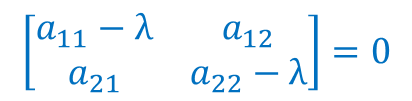 [a₁₁ − λ a₁₂
a₂₁ a₂₂ − λ] = 0